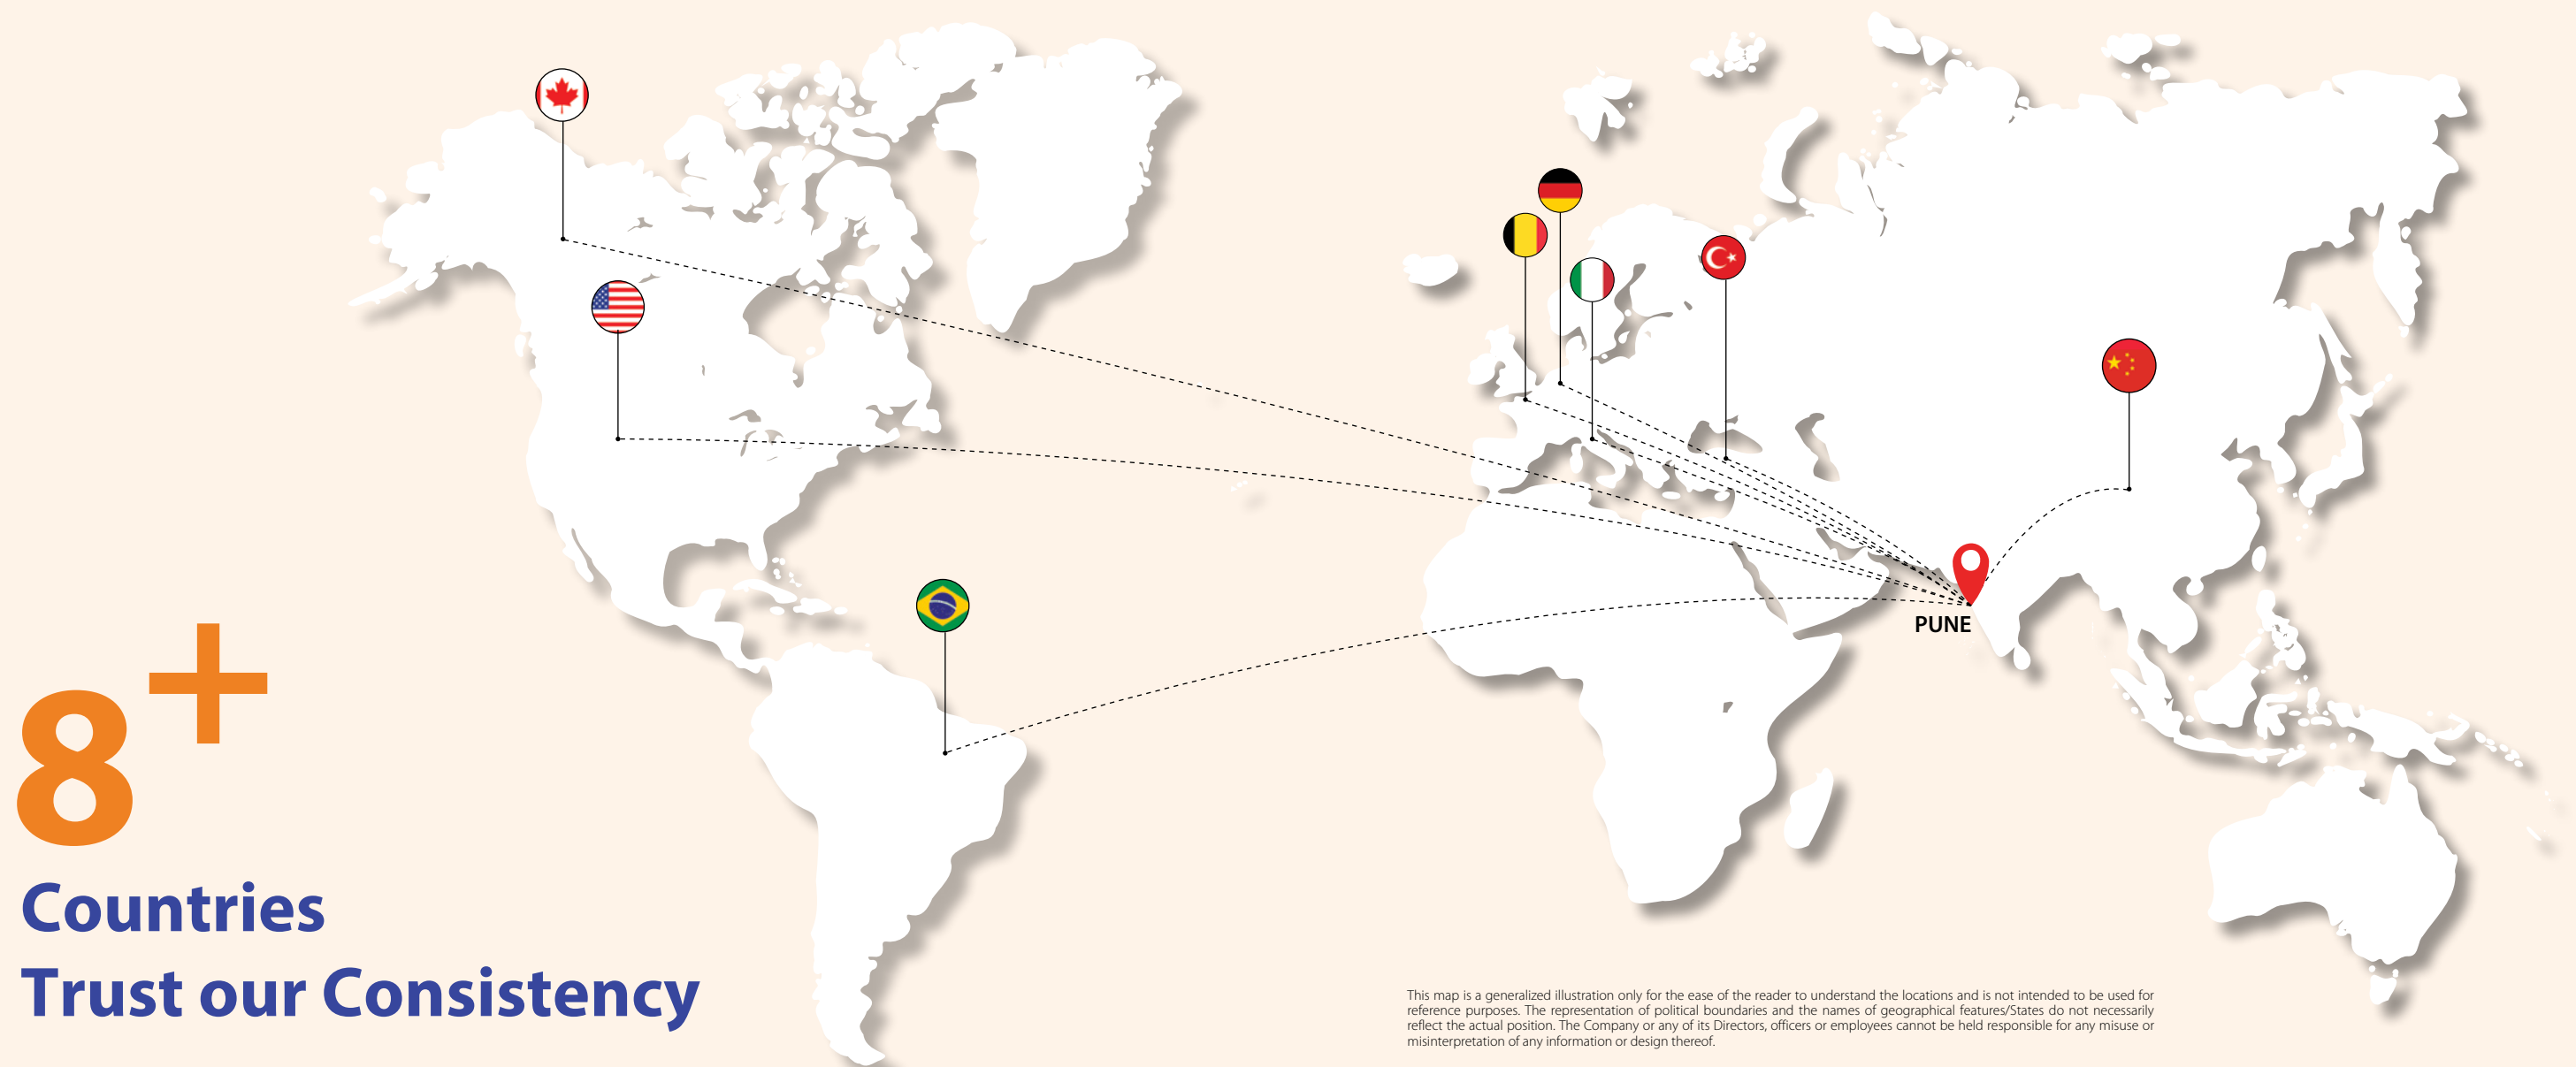 PUNE
8+
Countries
Trust our Consistency
This map is a generalized illustration only for the ease of the reader to understand the locations and is not intended to be used for
reference purposes. The representation of political boundaries and the names of geographical features/States do not necessarily
reflect the actual position. The Company or any of its Directors, officers or employees cannot be held responsible for any misuse or
misinterpretation of any information or design thereof.